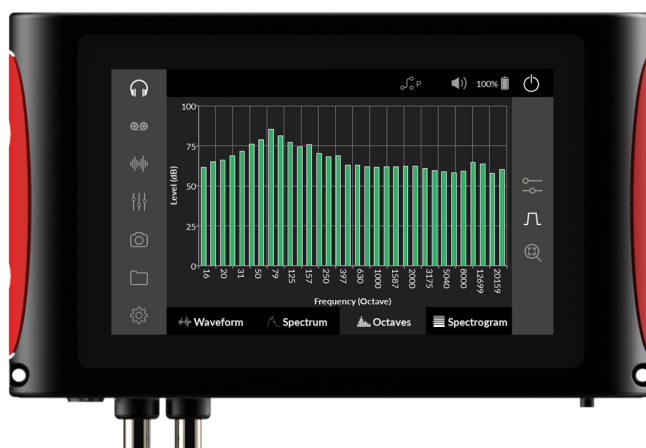 P 100%
100
75
50
25
0
Level (dB)
16 20 31 50 79 125 157 250 397 630 1000 1587 2000 3175 5040 8000 12699 20159
Frequency (Octave)
Waveform Spectrum Octaves Spectrogram